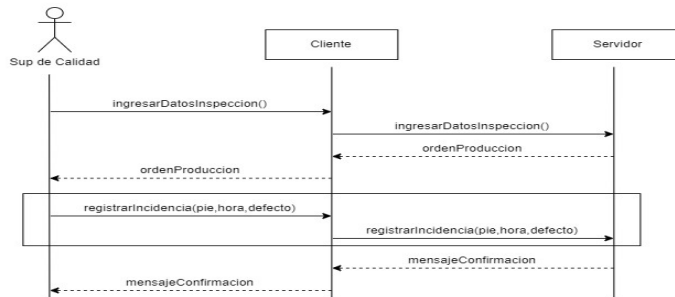 Sup de Calidad
Cliente
Servidor
ingresarDatosInspeccion()
ingresarDatosInspeccion()
ordenProduccion
ordenProduccion
registrarIncidencia(pie,hora,defecto)
registrarIncidencia(pie,hora,defecto)
mensajeConfirmacion
mensajeConfirmacion